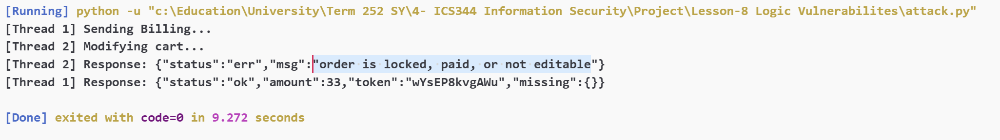 [Running] python -u "c:\Education\University\Term 252 SY\4- ICS344 Information Security\Project\Lesson-8 Logic Vulnerabilites\attack.py"
[Thread 1] Sending Billing...
[Thread 2] Modifying cart...
[Thread 2] Response: {"status":"err","msg":"order is locked, paid, or not editable"}
[Thread 1] Response: {"status":"ok","amount":33,"token":"wYsEP8kvgAWu","missing":{}}
[Done] exited with code=0 in 9.272 seconds